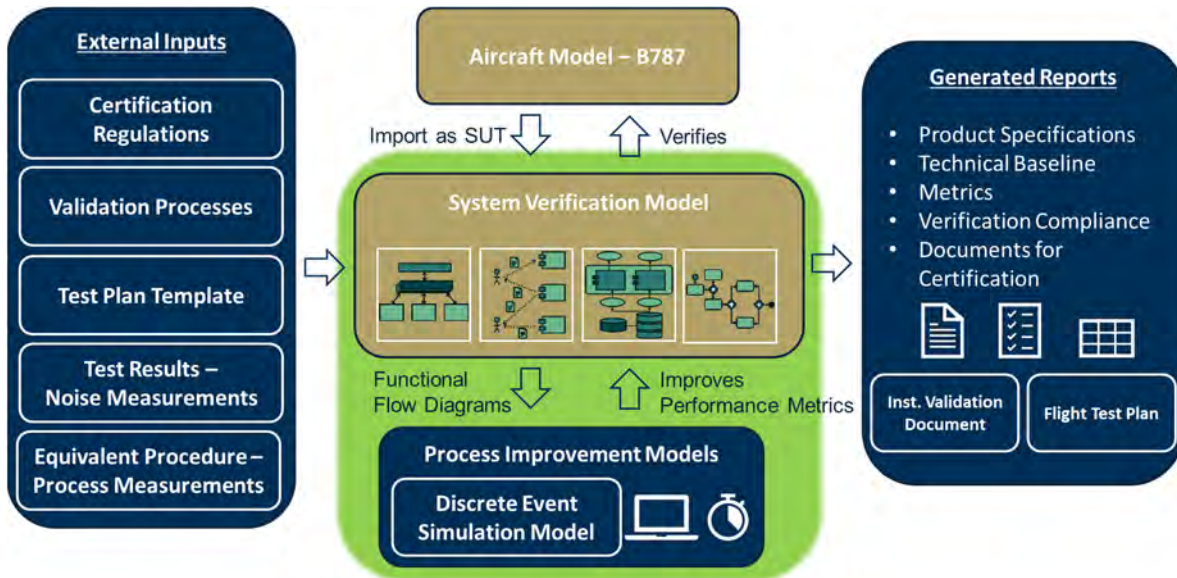 External Inputs
Certification
Regulations
Validation Processes
Test Plan Template
Test Results –
Noise Measurements
Equivalent Procedure –
Process Measurements
Aircraft Model – B787
Import as SUT
Verifies
System Verification Model
Functional
Flow Diagrams
Improves
Performance Metrics
Process Improvement Models
Discrete Event
Simulation Model
Generated Reports
• Product Specifications
• Technical Baseline
• Metrics
• Verification Compliance
• Documents for
Certification
Inst. Validation
Document
Flight Test Plan